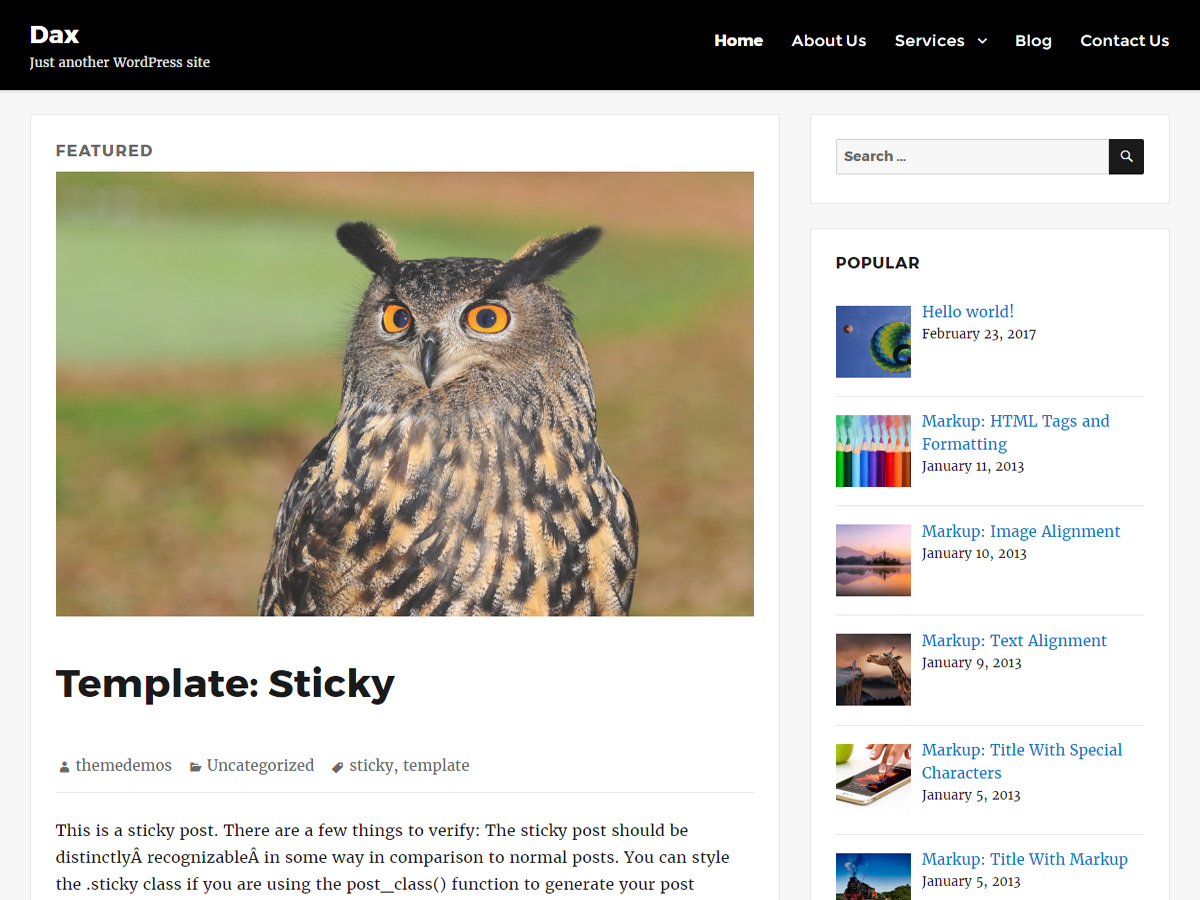 Dax
Just another WordPress site
Home About Us Services Blog Contact Us
FEATURED
Template: Sticky
themedemos Uncategorized sticky, template
This is a sticky post. There are a few things to verify: The sticky post should be
distinctlyÂ recognizableÂ in some way in comparison to normal posts. You can style
the .sticky class if you are using the post_class() function to generate your post
Search ...
POPULAR
Hello world!
February 23, 2017
Markup: HTML Tags and
Formatting
January 11, 2013
Markup: Image Alignment
January 10, 2013
Markup: Text Alignment
January 9, 2013
Markup: Title With Special
Characters
January 5, 2013
Markup: Title With Markup
January 5, 2013